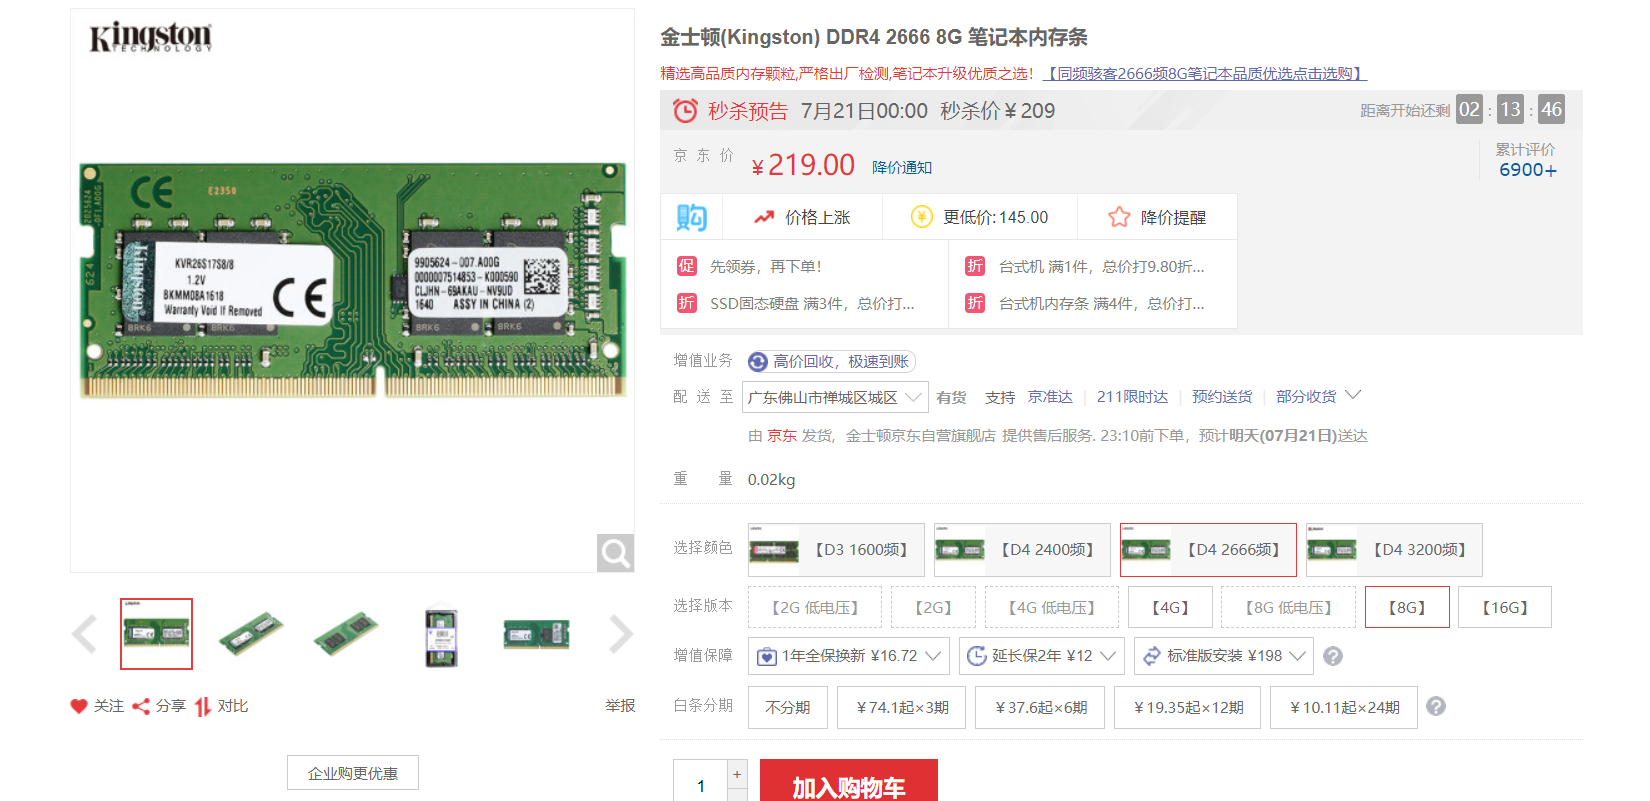 Kingston
TECHNOLOGY
2025624
0F1.A00G
E2350
624
KVR26S17S8/8
1.2V
BKMM08A1618
Warranty Void If Removed
Kingston
BRK6
BRK6
9905624-007.A00G
0000007514853-K000590
CLJHN-69AKAU-NV9UD
1640 ASSY IN CHINA (2)
BRK6
BRK6
关注 分享 对比 举报
企业购更优惠
金士顿(Kingston) DDR4 2666 8G 笔记本内存条
精选高品质内存颗粒,严格出厂检测,笔记本升级优质之选！【同频骇客2666频8G笔记本品质优选点击选购】
秒杀预告 7月21日00:00 秒杀价￥209 距离开始还剩 02 : 13 : 46
京东价 ￥219.00 降价通知 累计评价
6900+
购 价格上涨 更低价: 145.00 降价提醒
促 先领券，再下单！ 折 台式机 满1件，总价打9.80折...
折 SSD固态硬盘 满3件，总价打... 折 台式机内存条 满4件，总价打...
增值业务 高价回收，极速到账
配送至 广东佛山市禅城区城区 有货 支持 京准达 | 211限时达 | 预约送货 | 部分收货
由 京东 发货，金士顿京东自营旗舰店 提供售后服务. 23:10前下单，预计明天(07月21日)送达
重量 0.02kg
选择颜色 【D3 1600频】 【D4 2400频】 【D4 2666频】 【D4 3200频】
选择版本 【2G 低电压】 【2G】 【4G 低电压】 【4G】 【8G 低电压】 【8G】 【16G】
增值保障 1年全保换新 ¥16.72 延长保2年 ¥12 标准版安装 ¥198 ?
白条分期 不分期 ￥74.1起×3期 ￥37.6起×6期 ￥19.35起×12期 ￥10.11起×24期 ?
1 + 加入购物车